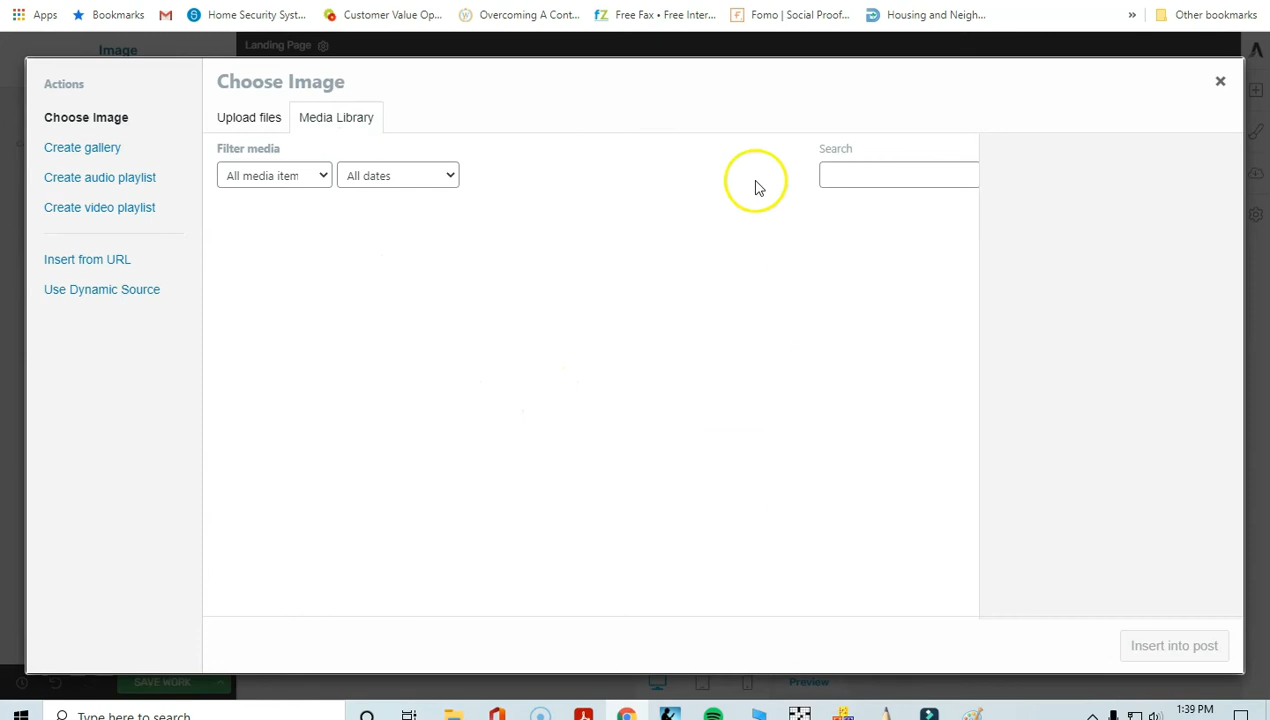 Apps Bookmarks Home Security Syst... Customer Value Op... Overcoming A Cont... Free Fax • Free Inter... Fomo | Social Proof... Housing and Neigh... » Other bookmarks
Image
Landing Page
Actions
Choose Image
Create gallery
Create audio playlist
Create video playlist
Insert from URL
Use Dynamic Source
Choose Image
Upload files Media Library
Filter media Search
All media item All dates
Insert into post
SAVE WORK Preview
Type here to search 1:39 PM